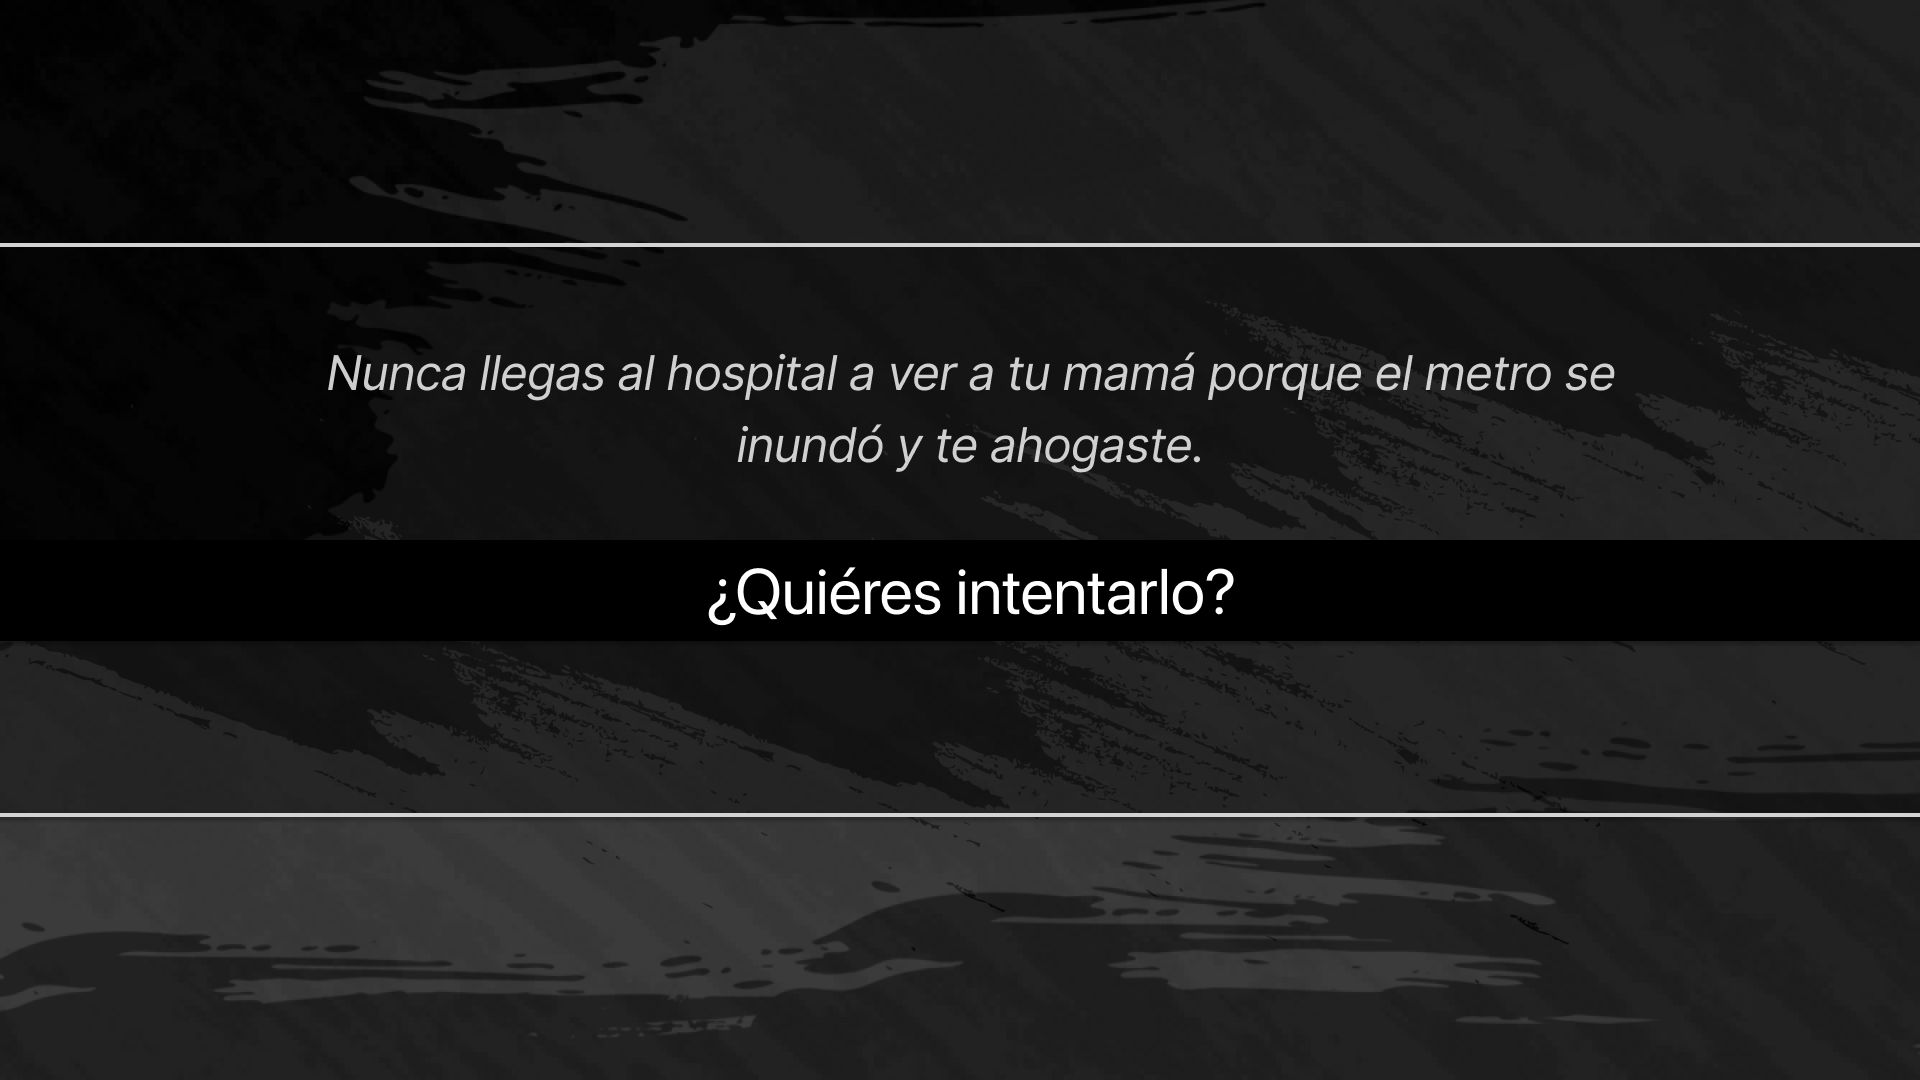 Nunca llegas al hospital a ver a tu mamá porque el metro se
inundó y te ahogaste.
¿Quiéres intentarlo?